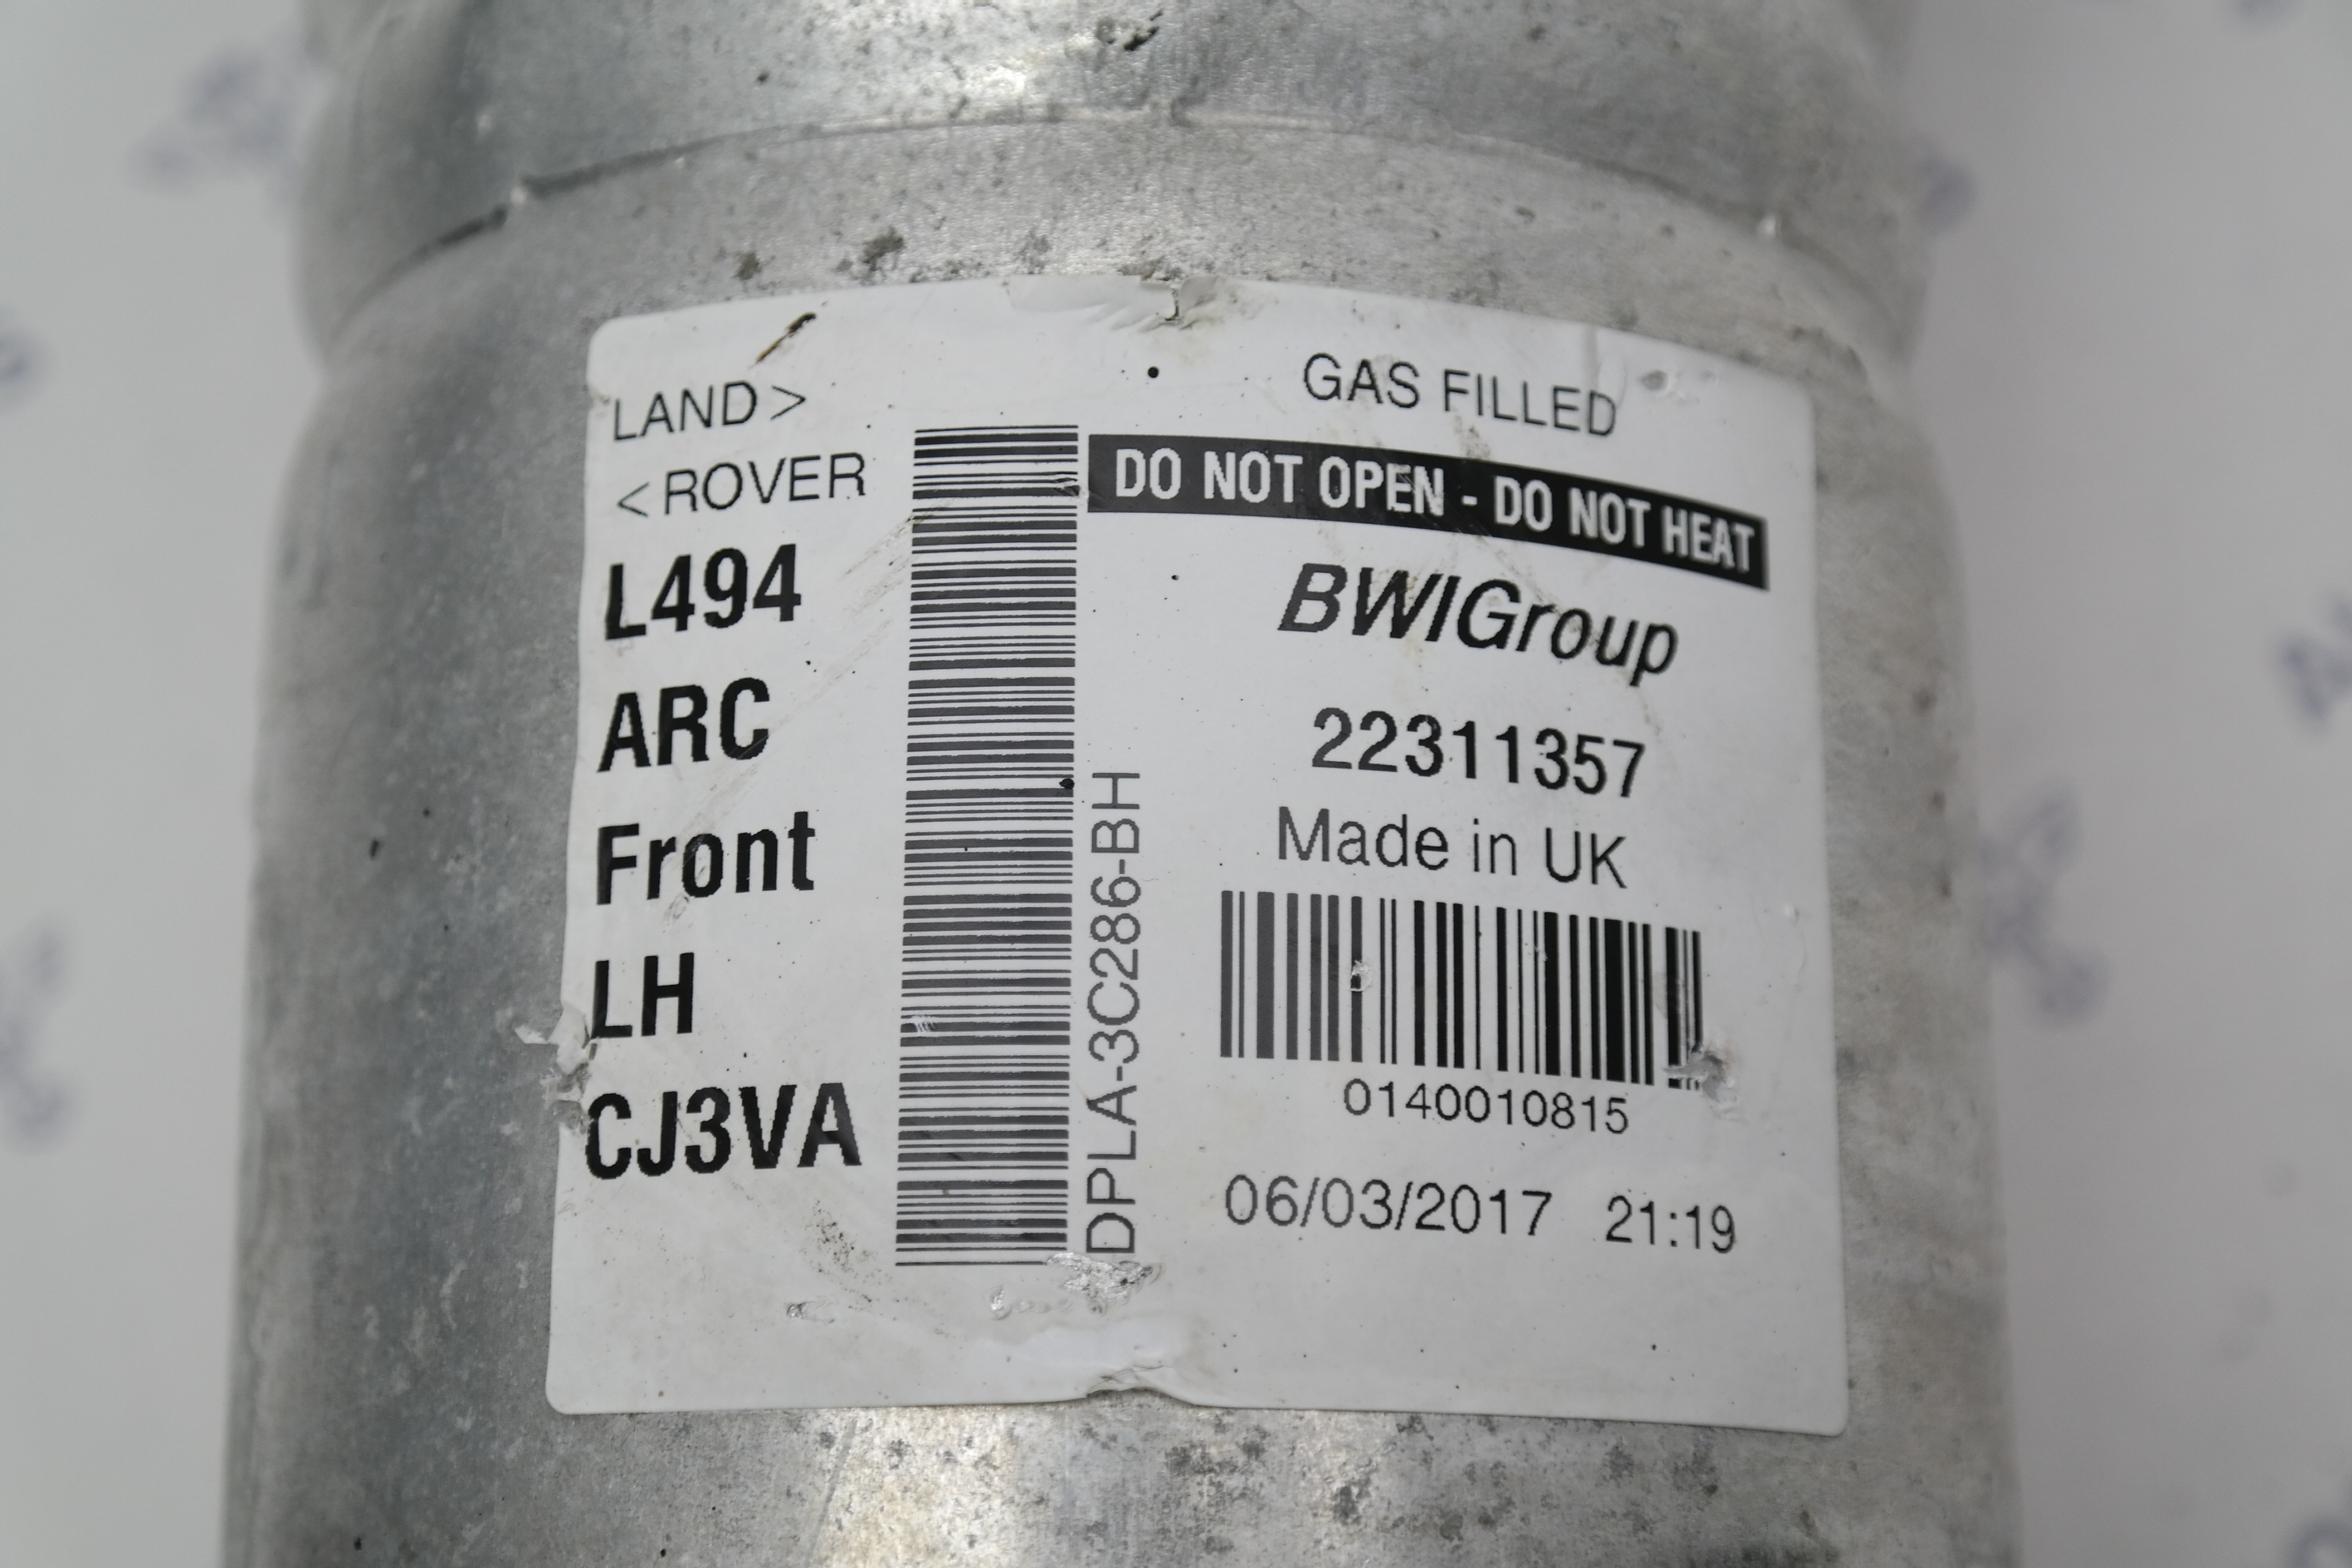 LAND>
<ROVER
L494
ARC
Front
LH
CJ3VA
DPLA-3C286-BH
GAS FILLED
DO NOT OPEN - DO NOT HEAT
BWIGroup
22311357
Made in UK
0140010815
06/03/2017 21:19